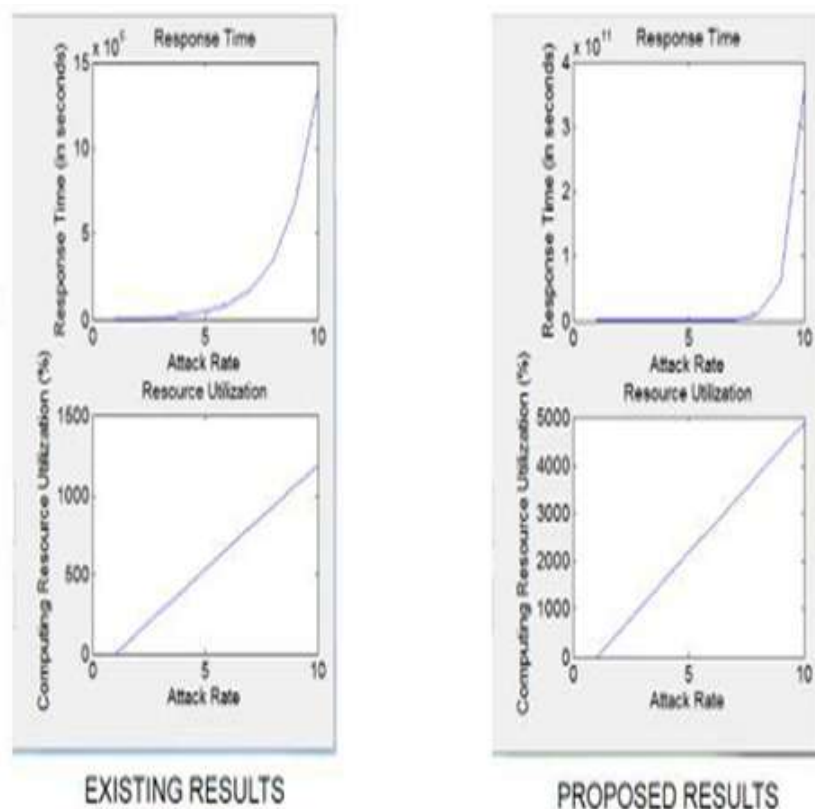 x 10
Response Time
15
10
5
0
Response Time (in seconds)
0 5 10
Attack Rate
Resource Utilization
1500
1000
500
0
Computing Resource Utilization (%)
0 5 10
Attack Rate
EXISTING RESULTS
x 10^11
Response Time
4
3
2
1
0
Response Time (in seconds)
0 5 10
Attack Rate
Resource Utilization
5000
4000
3000
2000
1000
0
Computing Resource Utilization (%)
0 5 10
Attack Rate
PROPOSED RESULTS